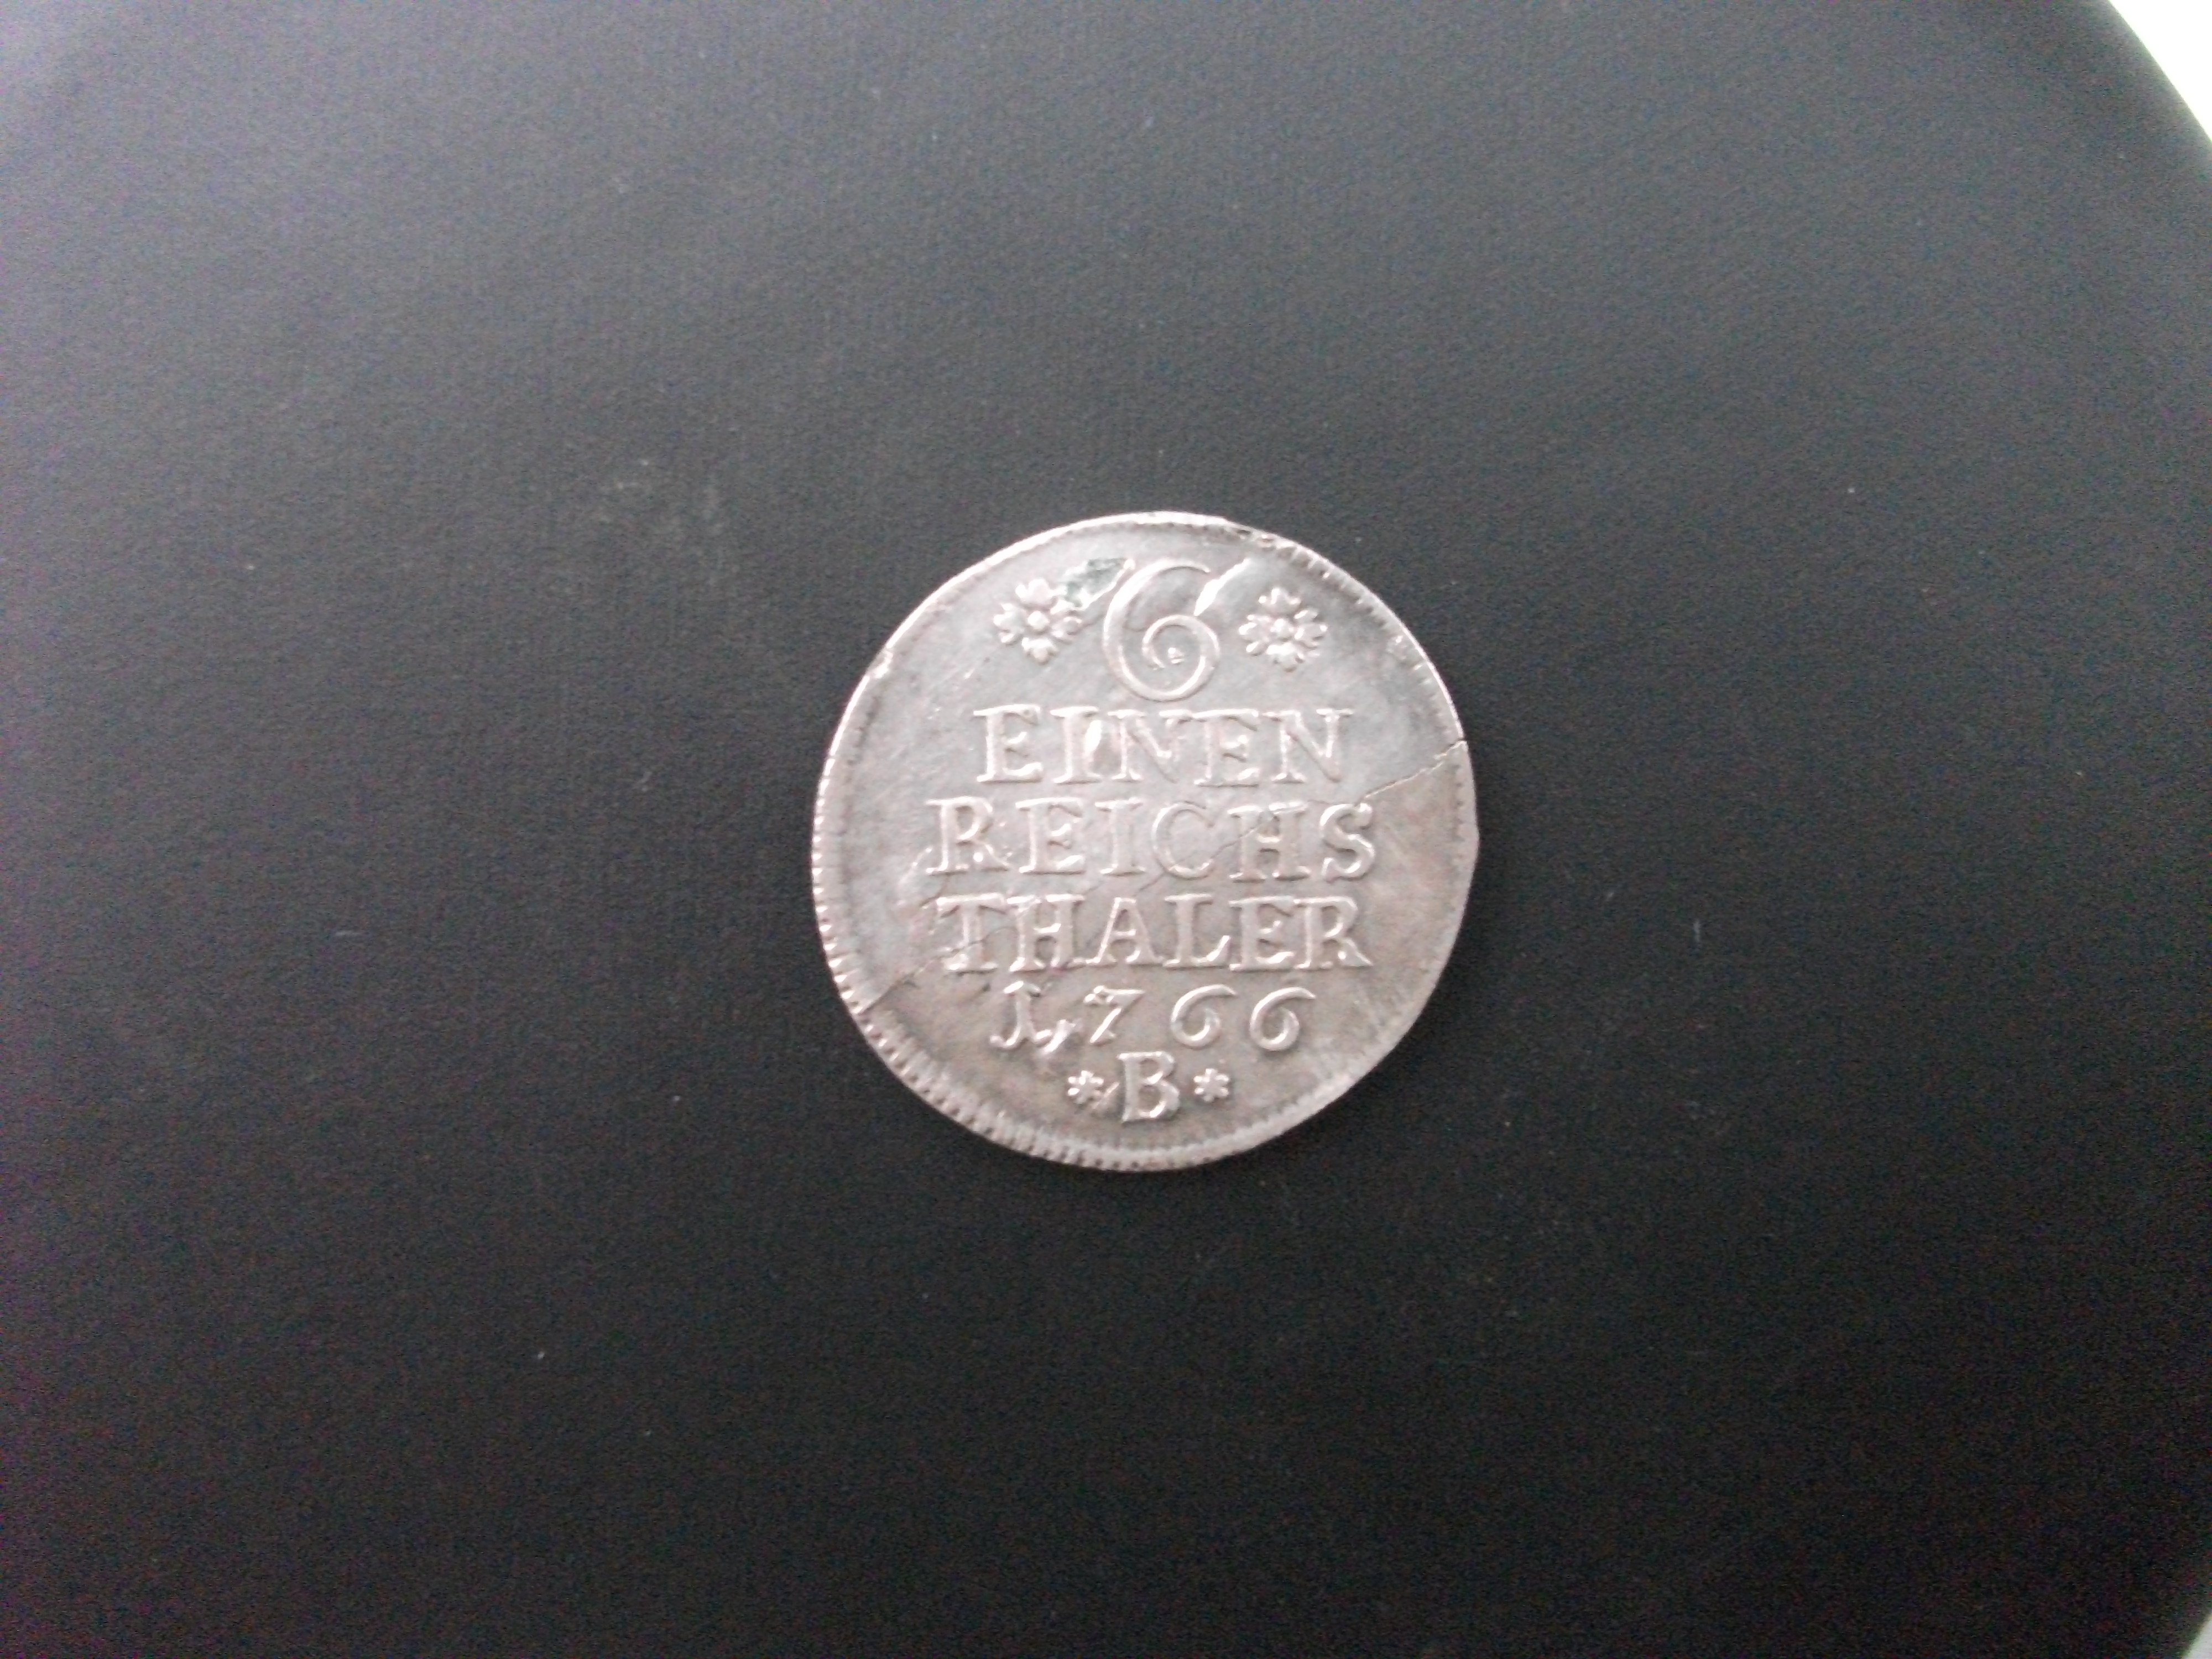 6
EINEN
REICHS
THALER
1766
*B*